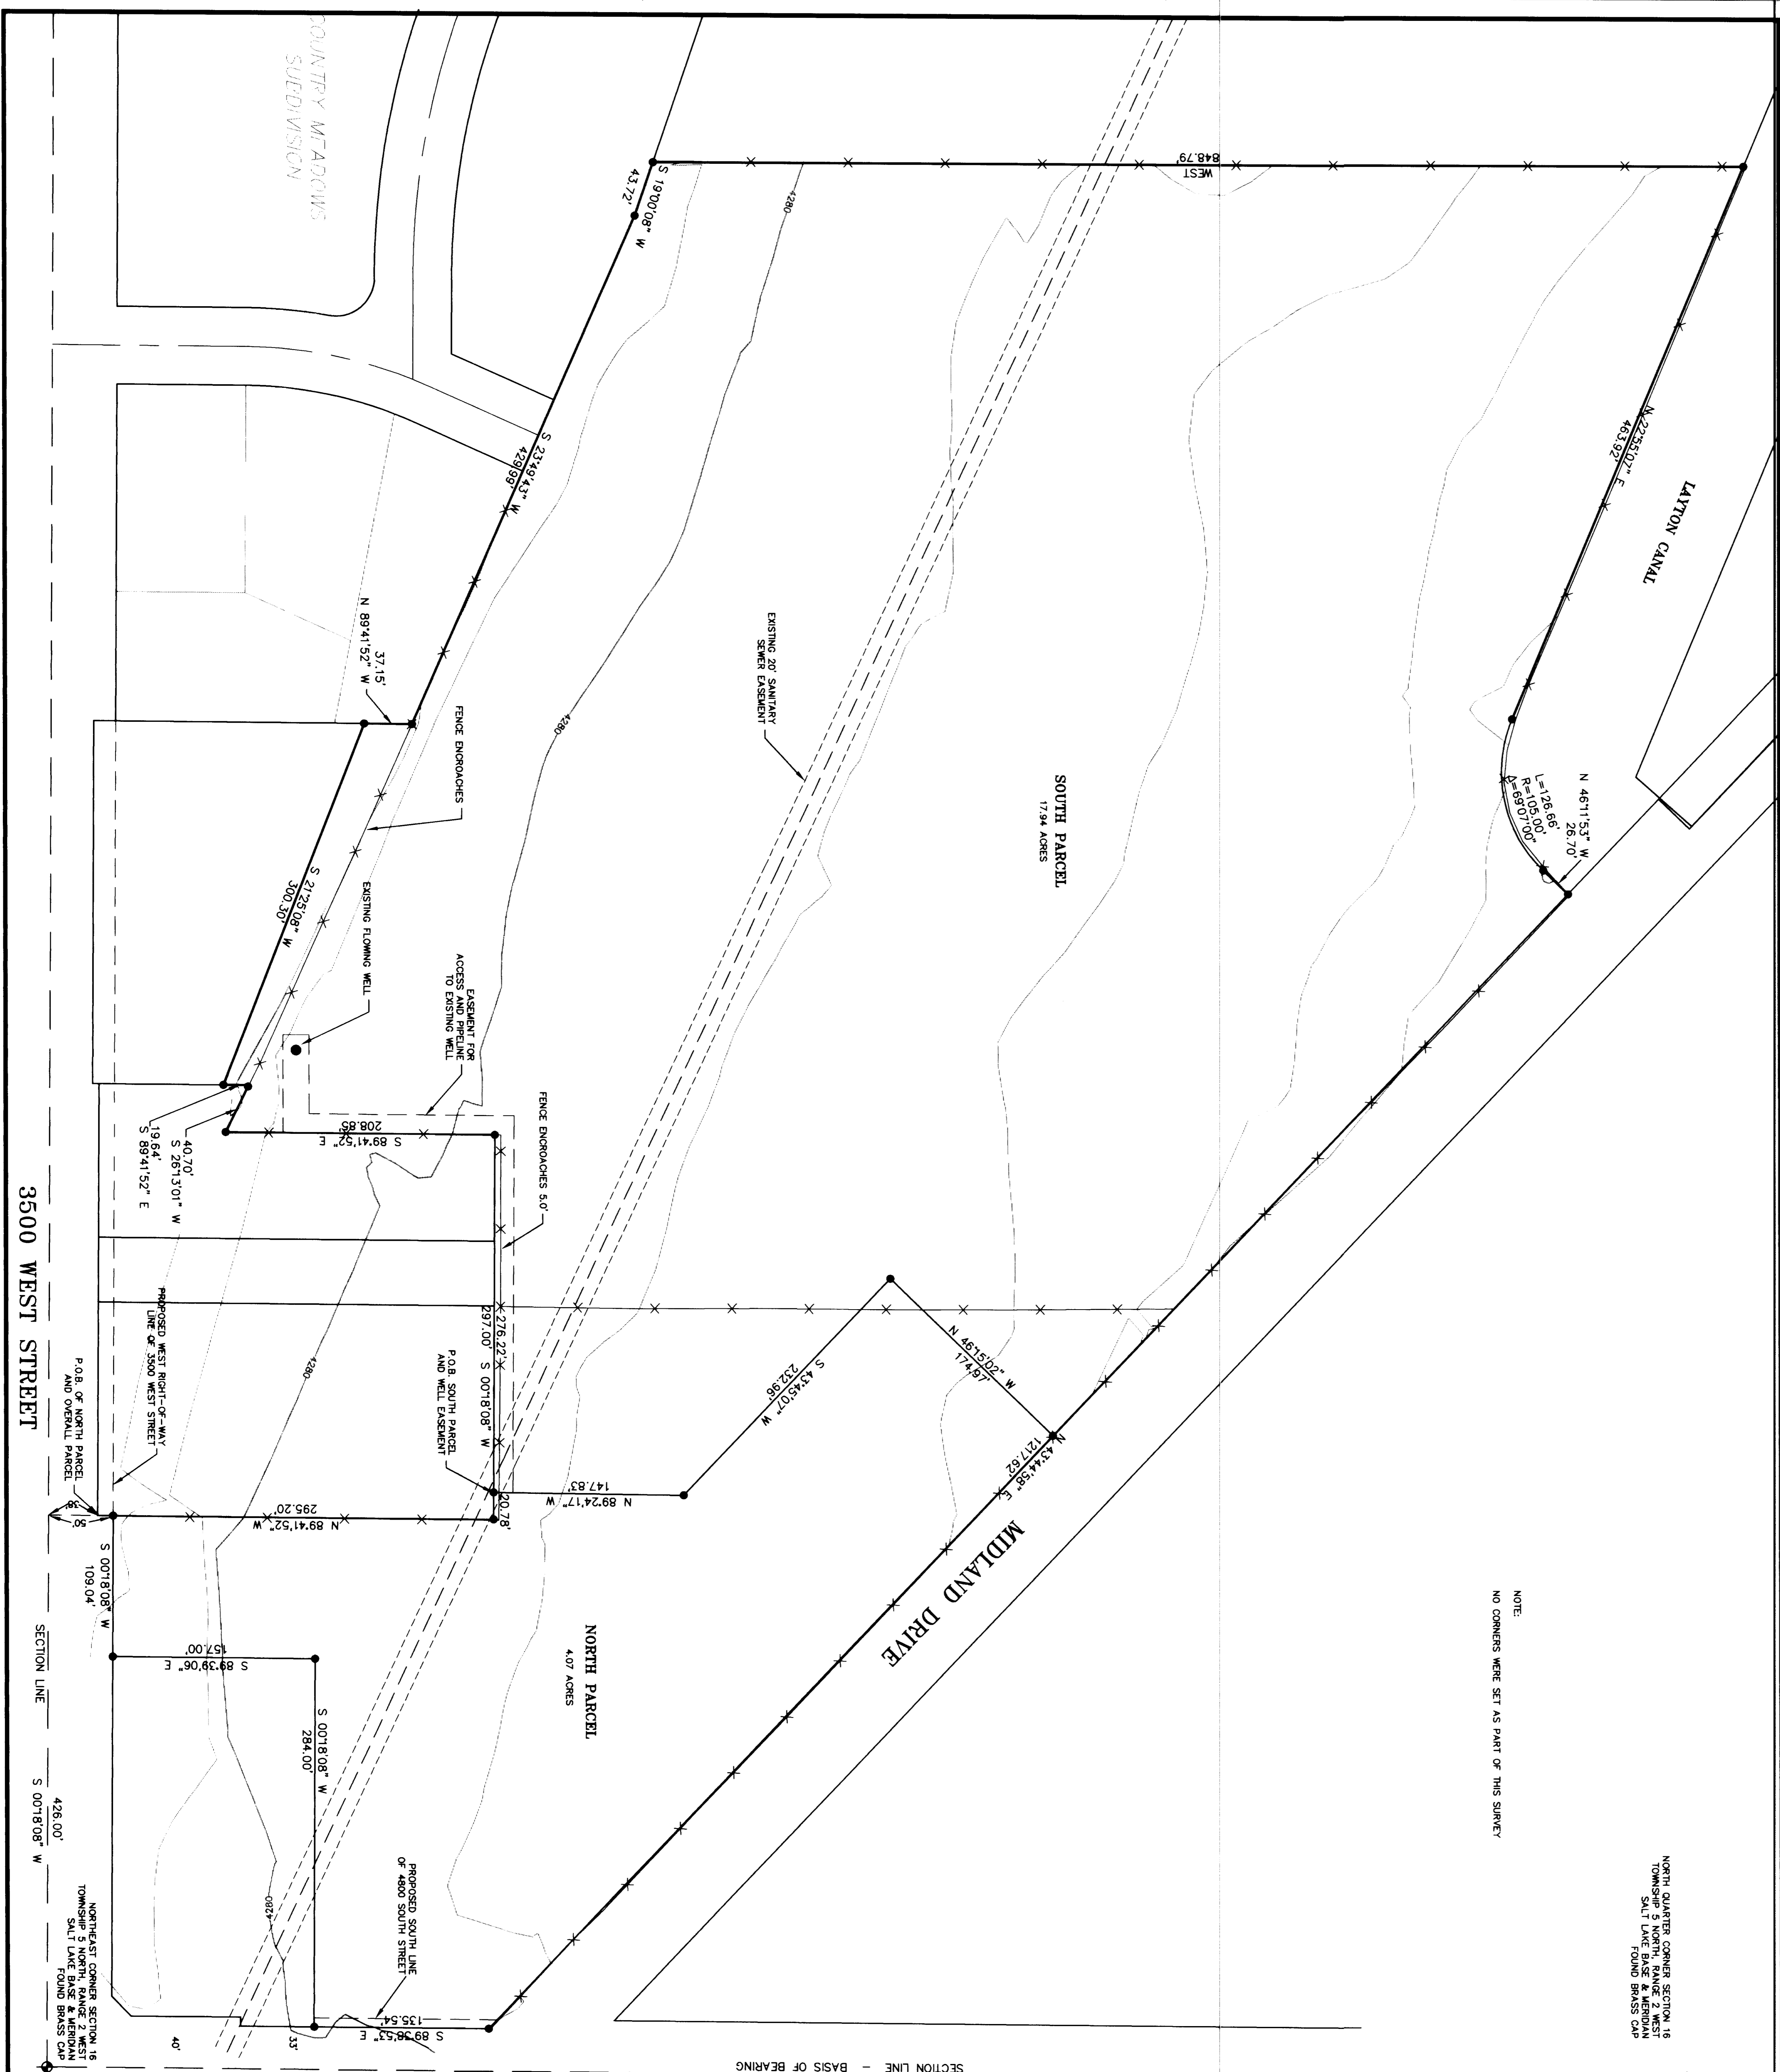 COUNTRY MEADOWS
SUBDIVISION
WEST
848.79'
S 19°00'08" W
43.72'
4280
N 22°55'07" E
463.92'
LAYTON CANAL
S 23°49'43" W
429.99'
N 46°11'53" W
26.70'
L=126.66'
R=105.00'
Δ=69°07'00"
EXISTING 20' SANITARY
SEWER EASEMENT
37.15'
N 89°41'52" W
FENCE ENCROACHES
4280
SOUTH PARCEL
17.94 ACRES
S 21°25'08" W
300.30'
EXISTING FLOWING WELL
EASEMENT FOR
ACCESS AND PIPELINE
TO EXISTING WELL
FENCE ENCROACHES 5.0'
S 89°41'52" E
208.85'
40.70'
S 26°13'01" W
19.64'
S 89°41'52" E
3500 WEST STREET
PROPOSED WEST RIGHT-OF-WAY
LINE OF 3500 WEST STREET
4280
276.22'
297.00' S 00°18'08" W
P.O.B. SOUTH PARCEL
AND WELL EASEMENT
N 46°15'02" W
174.97'
S 43°45'07" W
232.96'
N 43°44'58" E
1217.62'
N 89°24'17" W
147.83'
20.78'
P.O.B. OF NORTH PARCEL
AND OVERALL PARCEL
38'
50'
N 89°41'52" W
295.20'
MIDLAND DRIVE
S 00°18'08" W
109.04'
SECTION LINE
S 89°39'06" E
157.00'
NORTH PARCEL
4.07 ACRES
S 00°18'08" W
284.00'
NOTE:
NO CORNERS WERE SET AS PART OF THIS SURVEY
426.00'
S 00°18'08" W
4280
PROPOSED SOUTH LINE
OF 4800 SOUTH STREET
S 89°38'53" E
135.54'
40'
33'
NORTHEAST CORNER SECTION 16
TOWNSHIP 5 NORTH, RANGE 2 WEST
SALT LAKE BASE & MERIDIAN
FOUND BRASS CAP
NORTH QUARTER CORNER SECTION 16
TOWNSHIP 5 NORTH, RANGE 2 WEST
SALT LAKE BASE & MERIDIAN
FOUND BRASS CAP
SECTION LINE - BASIS OF BEARING